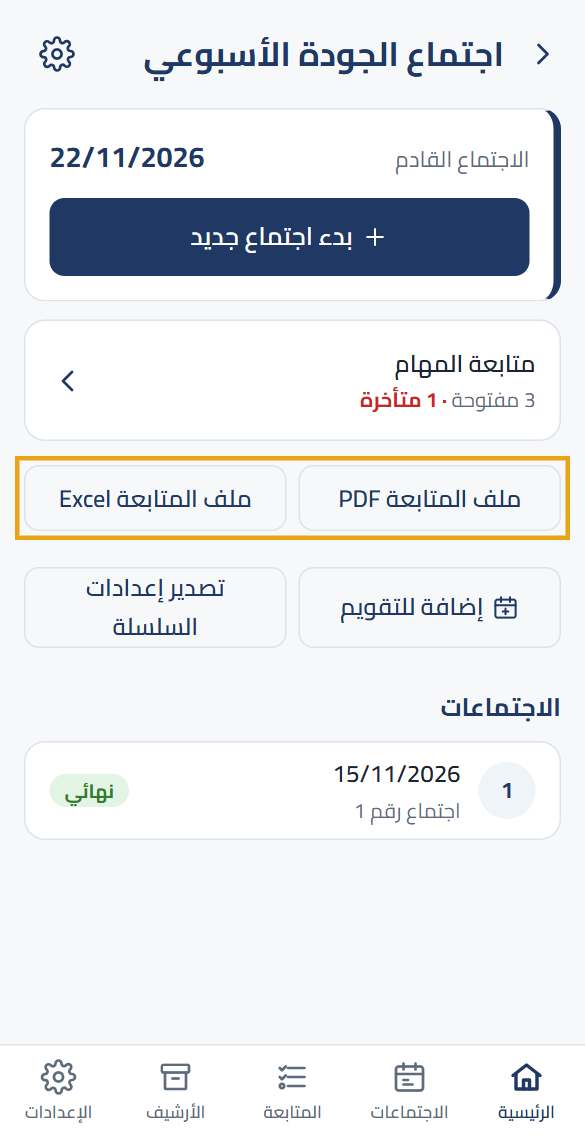 اجتماع الجودة الأسبوعي
الاجتماع القادم
22/11/2026
بدء اجتماع جديد
متابعة المهام
3 مفتوحة · 1 متأخرة
ملف المتابعة PDF
ملف المتابعة Excel
إضافة للتقويم
تصدير إعدادات
السلسلة
الاجتماعات
1
15/11/2026
اجتماع رقم 1
نهائي
الرئيسية
الاجتماعات
المتابعة
الأرشيف
الإعدادات